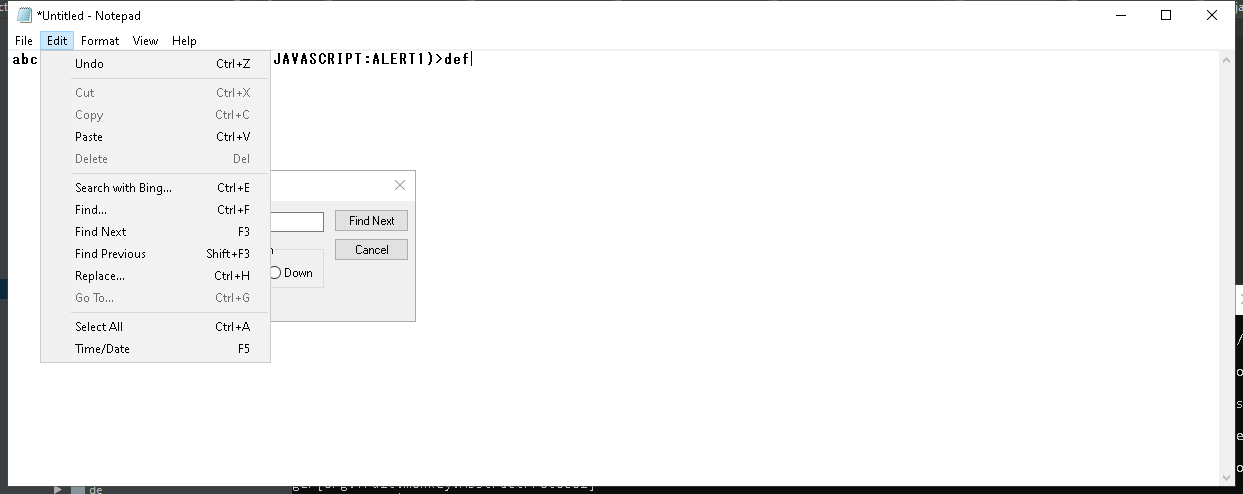 *Untitled - Notepad
File Edit Format View Help
abc JAVASCRIPT:ALERT1)>def
Undo Ctrl+Z
Cut Ctrl+X
Copy Ctrl+C
Paste Ctrl+V
Delete Del
Search with Bing... Ctrl+E
Find... Ctrl+F
Find Next F3
Find Previous Shift+F3
Replace... Ctrl+H
Go To... Ctrl+G
Select All Ctrl+A
Time/Date F5
Find Next
Cancel
Down
de